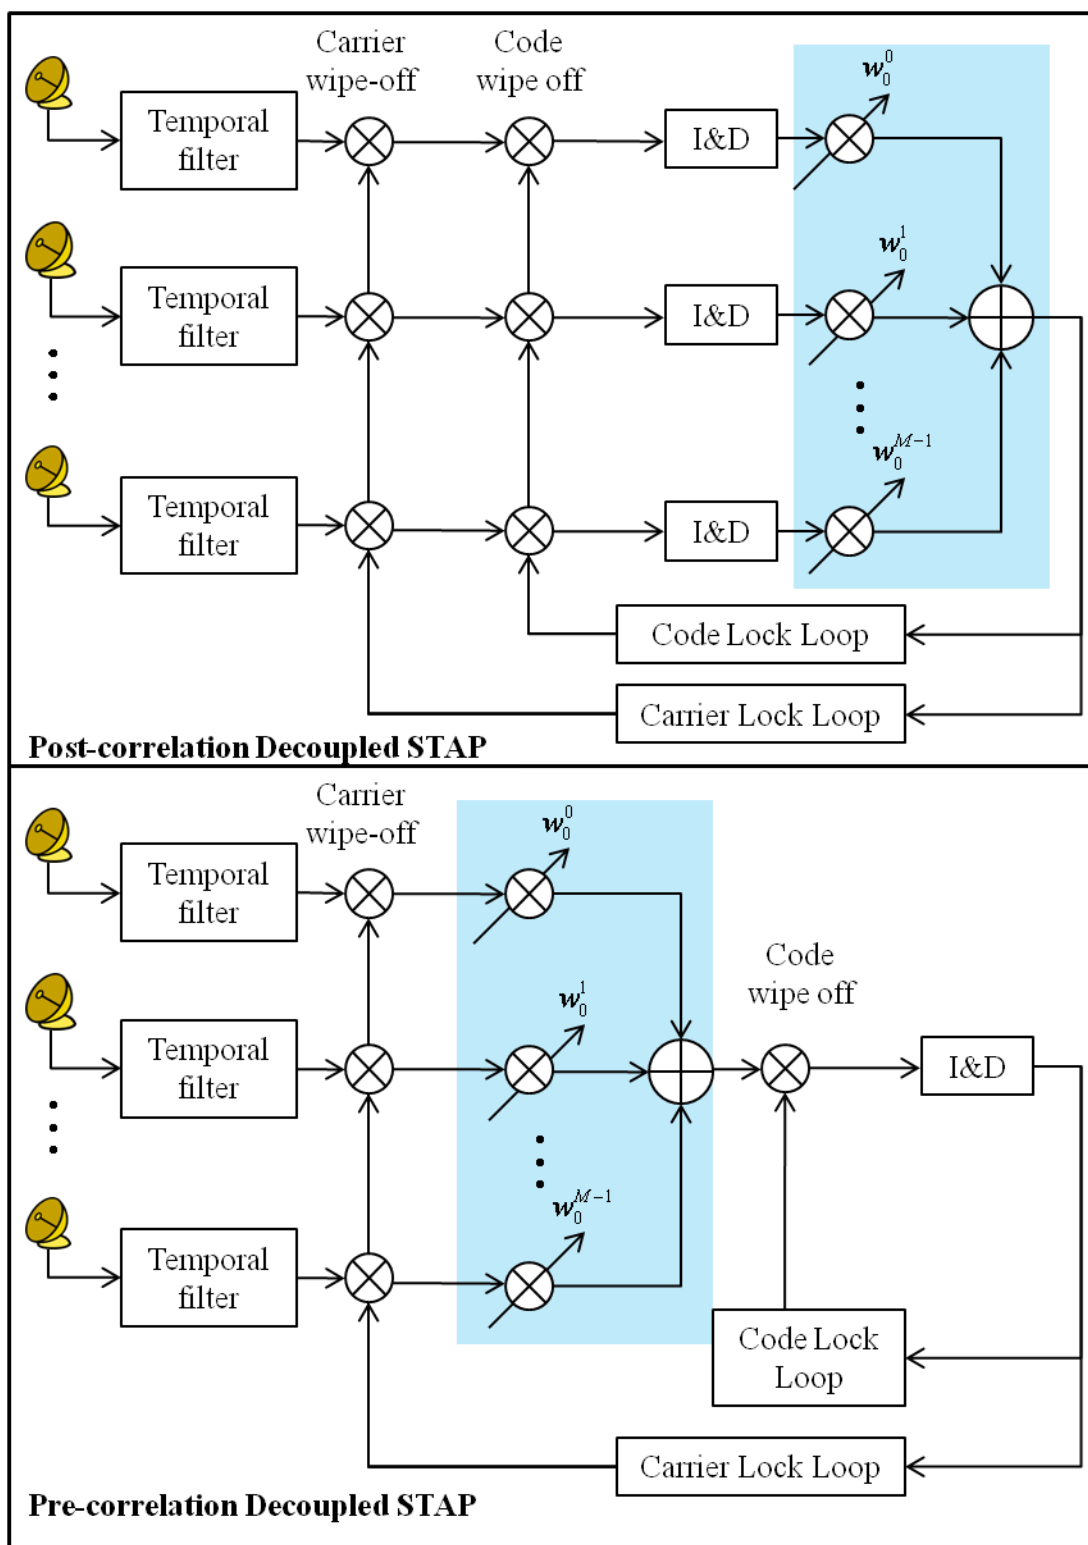 Carrier
wipe-off
Code
wipe off
w_0^0
Temporal
filter
I&D
w_0^1
Temporal
filter
I&D
w_0^{M-1}
Temporal
filter
I&D
Code Lock Loop
Carrier Lock Loop
Post-correlation Decoupled STAP
Carrier
wipe-off
w_0^0
Temporal
filter
Code
wipe off
w_0^1
Temporal
filter
I&D
w_0^{M-1}
Temporal
filter
Code Lock
Loop
Carrier Lock Loop
Pre-correlation Decoupled STAP